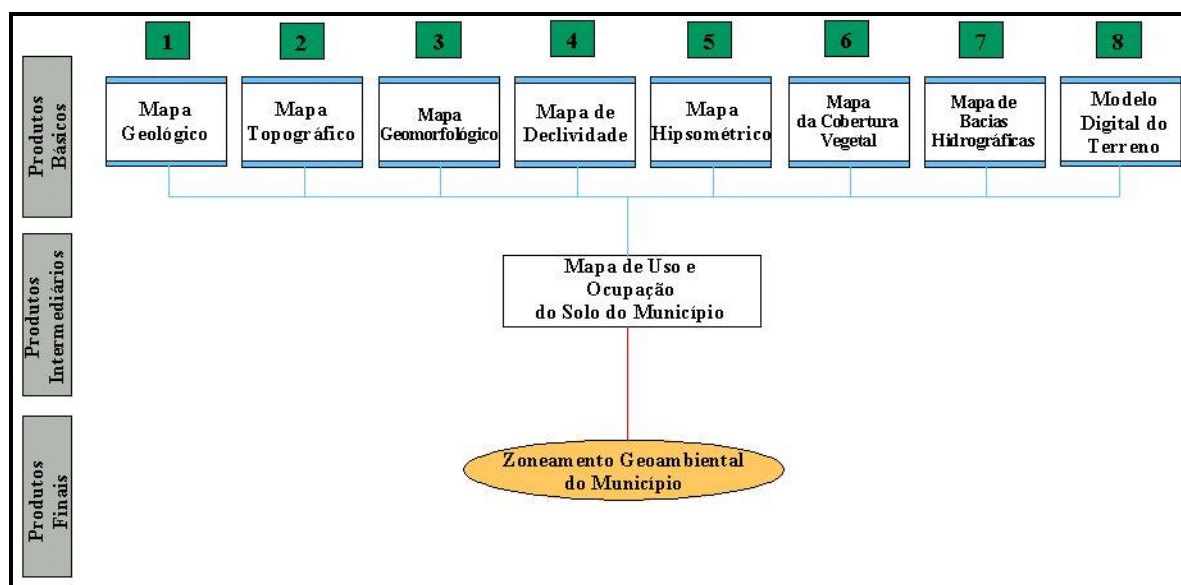 1
2
3
4
5
6
7
8
Produtos
Básicos
Mapa
Geológico
Mapa
Topográfico
Mapa
Geomorfológico
Mapa de
Declividade
Mapa
Hipsométrico
Mapa
da Cobertura
Vegetal
Mapa de
Bacias
Hidrográficas
Modelo
Digital do
Terreno
Produtos
Intermediários
Mapa de Uso e
Ocupação
do Solo do Município
Produtos
Finais
Zoneamento Geoambiental
do Município